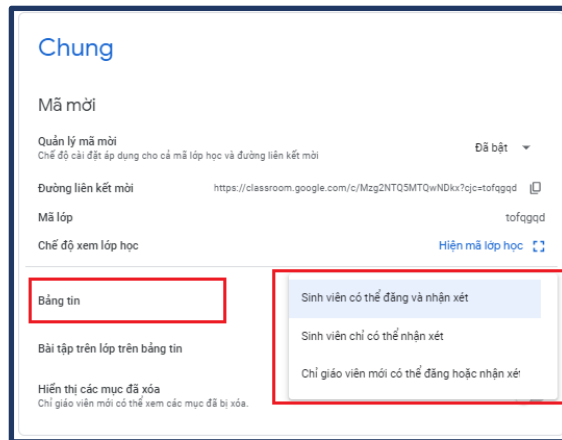 Chung
Mã mời
Quản lý mã mời
Chế độ cài đặt áp dụng cho cả mã lớp học và đường liên kết mời
Đã bật
Đường liên kết mời
https://classroom.google.com/c/Mzg2NTQ5MTQwNDkx?cjc=tofqgqd
Mã lớp
tofqgqd
Chế độ xem lớp học
Hiện mã lớp học
Bảng tin
Sinh viên có thể đăng và nhận xét
Sinh viên chỉ có thể nhận xét
Bài tập trên lớp trên bảng tin
Chỉ giáo viên mới có thể đăng hoặc nhận xét
Hiển thị các mục đã xóa
Chỉ giáo viên mới có thể xem các mục đã bị xóa.